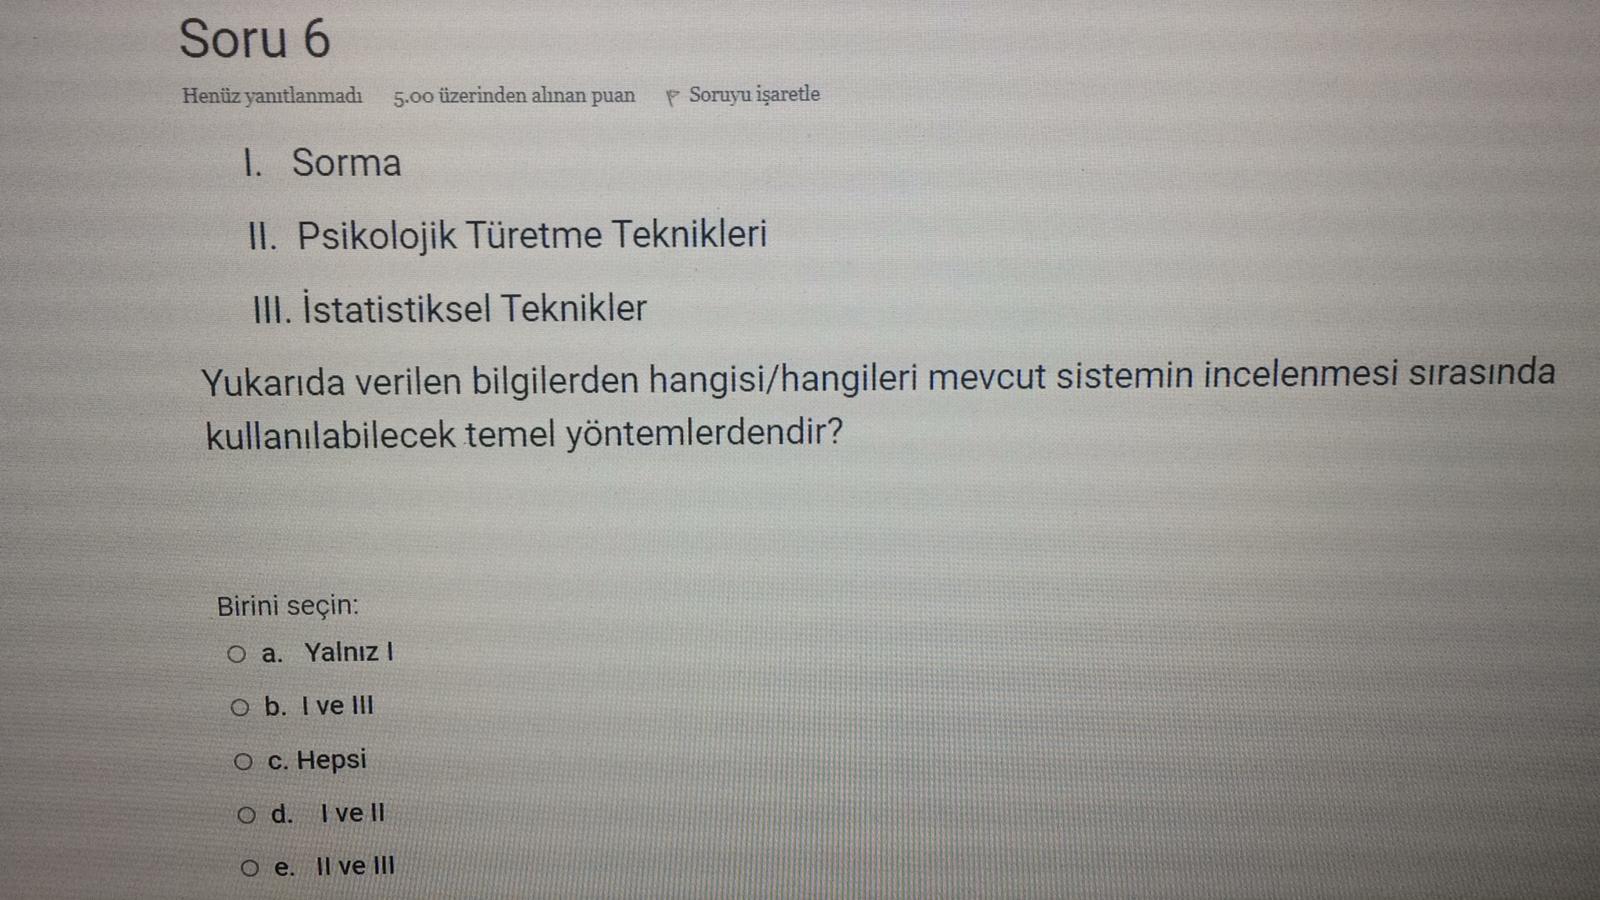 Soru 6
Henüz yanıtlanmadı 5.00 üzerinden alınan puan Soruyu işaretle
I. Sorma
II. Psikolojik Türetme Teknikleri
III. İstatistiksel Teknikler
Yukarıda verilen bilgilerden hangisi/hangileri mevcut sistemin incelenmesi sırasında
kullanılabilecek temel yöntemlerdendir?
Birini seçin:
a. Yalnız I
b. I ve III
c. Hepsi
d. I ve II
e. II ve III